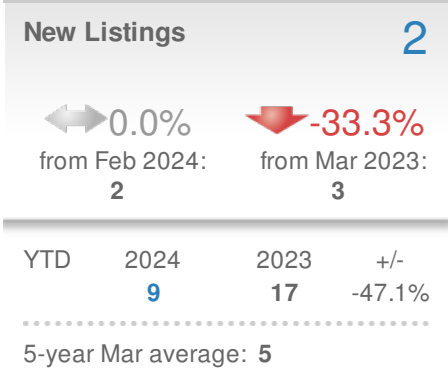 New Listings 2
0.0% -33.3%
from Feb 2024: from Mar 2023:
2 3
YTD 2024 2023 +/-
9 17 -47.1%
5-year Mar average: 5